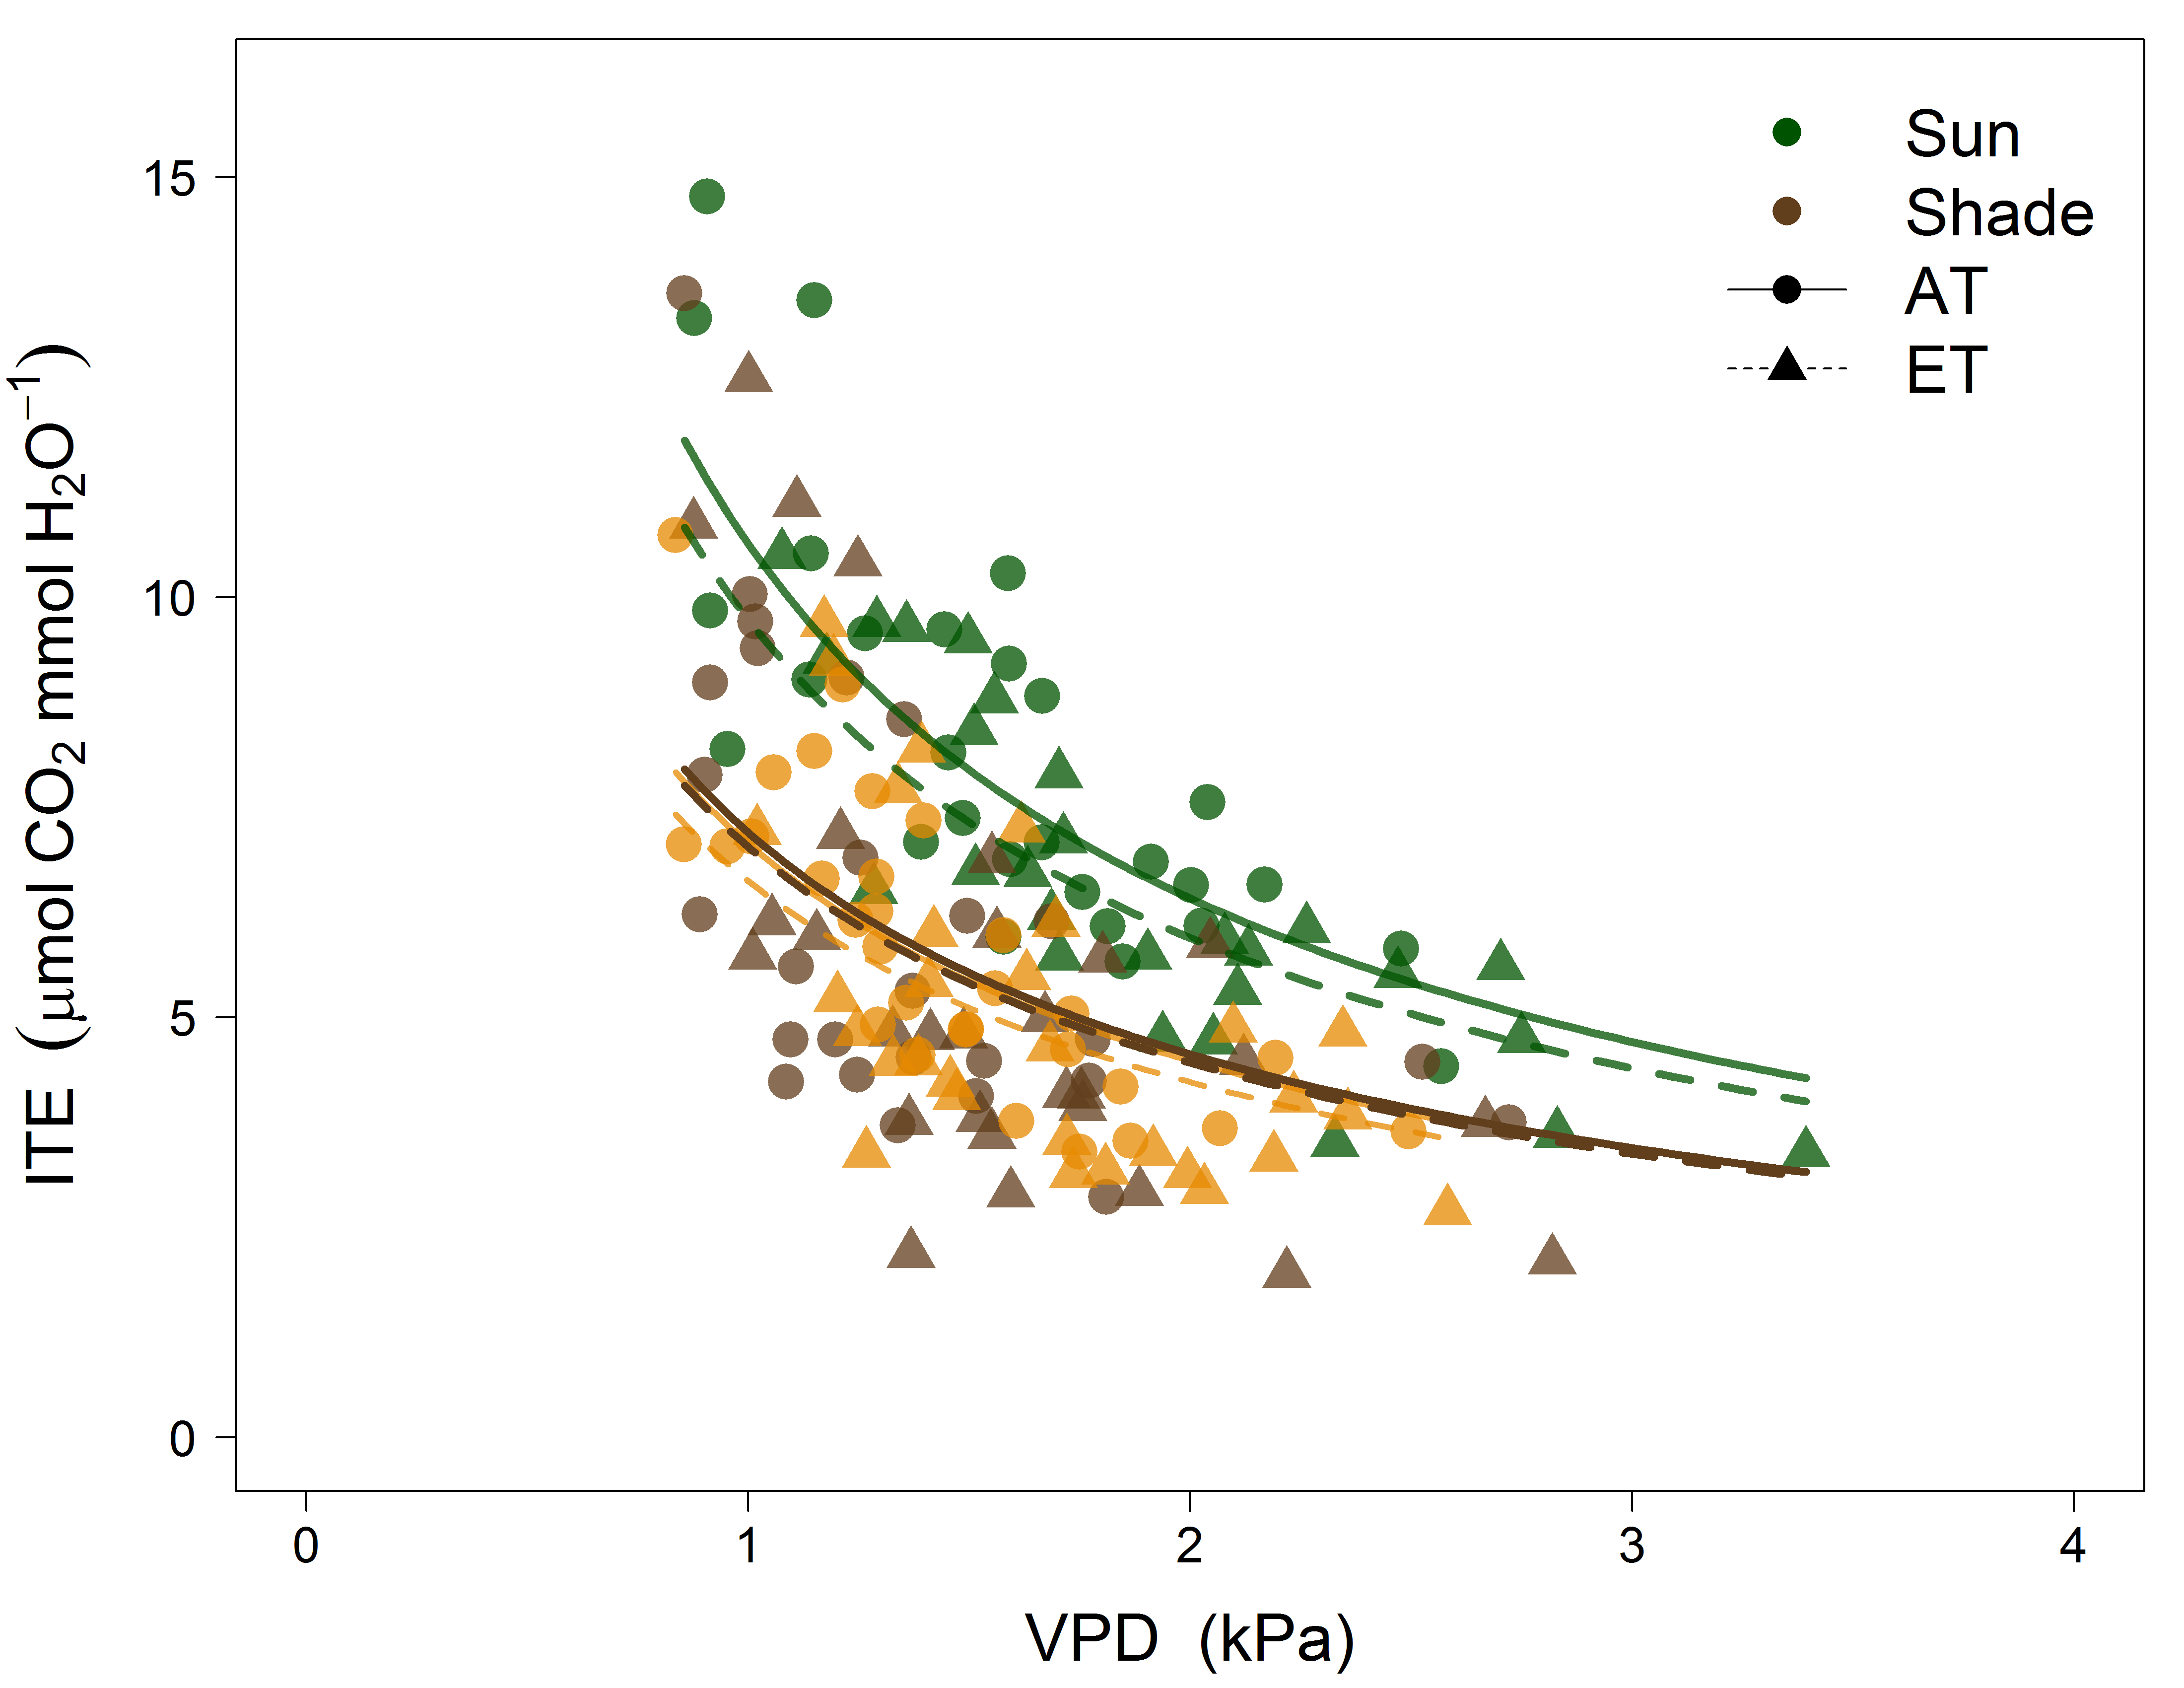 Sun
Shade
AT
ET
15
10
5
0
ITE (μmol CO₂ mmol H₂O⁻¹)
0 1 2 3 4
VPD (kPa)